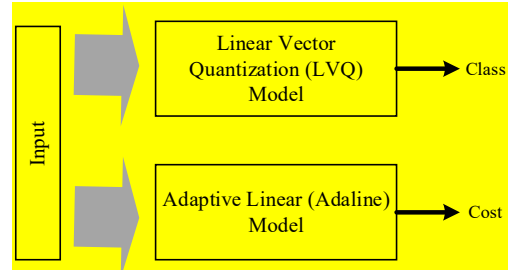 Input
Linear Vector
Quantization (LVQ)
Model
Class
Adaptive Linear (Adaline)
Model
Cost